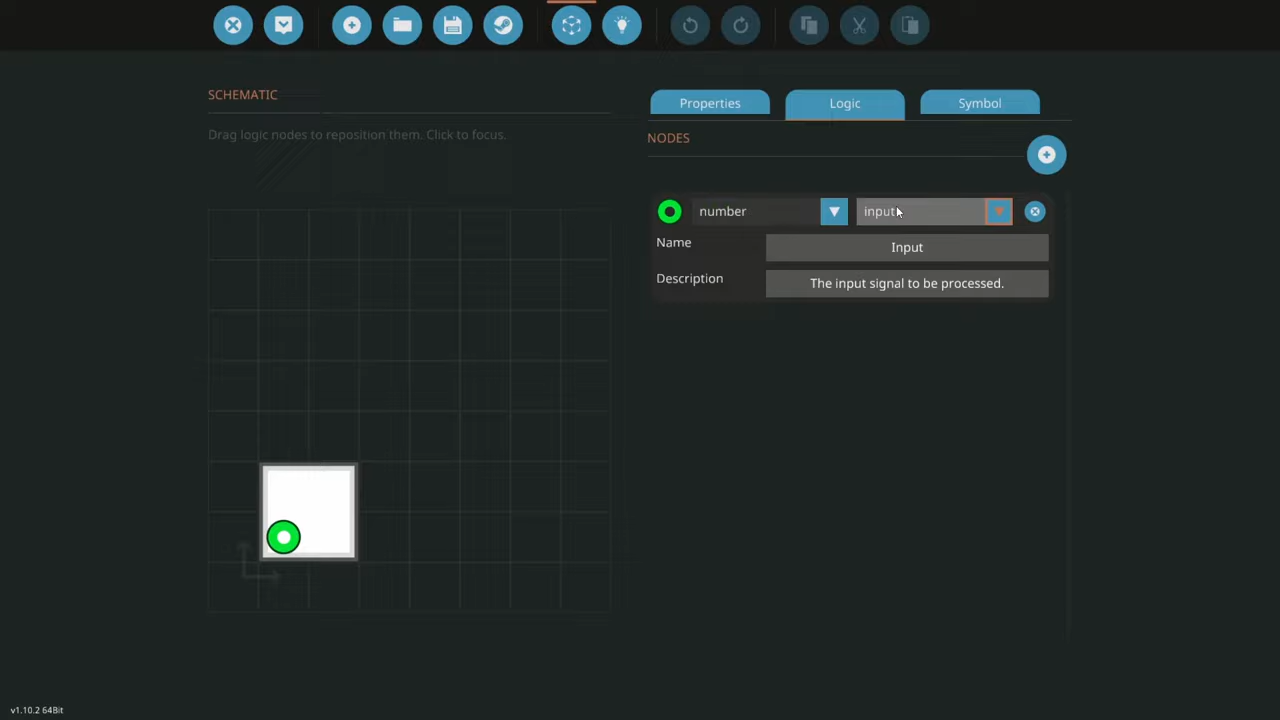 SCHEMATIC
Drag logic nodes to reposition them. Click to focus.
Properties
Logic
Symbol
NODES
number
input
Name
Input
Description
The input signal to be processed.
v1.10.2 64Bit